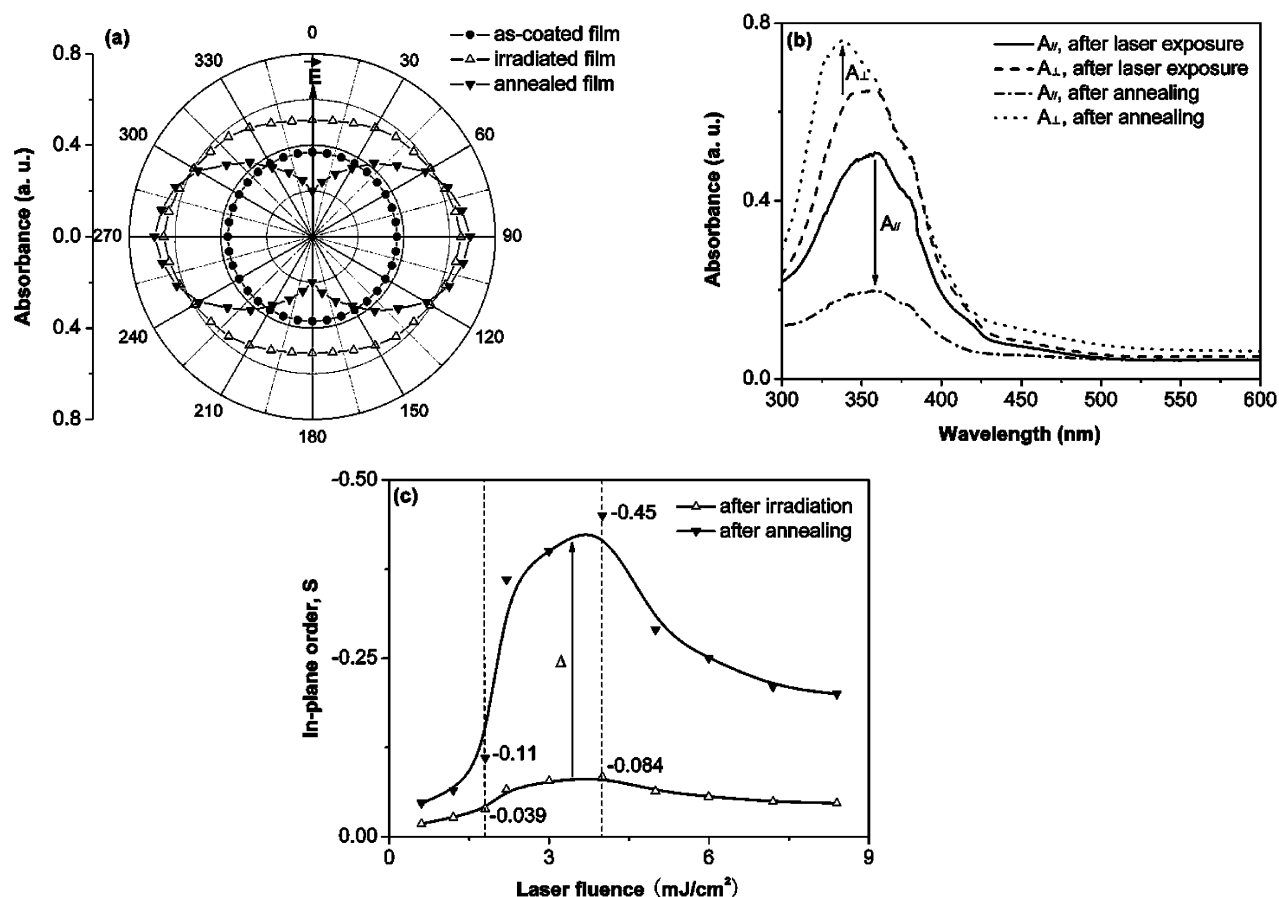 (a)
as-coated film
irradiated film
annealed film
Absorbance (a. u.)
0.8
0.4
0.0
0.4
0.8
0
30
60
90
120
150
180
210
240
270
300
330
E
(b)
A//, after laser exposure
A⊥, after laser exposure
A//, after annealing
A⊥, after annealing
A⊥
A//
Absorbance (a. u.)
0.8
0.4
0.0
300 350 400 450 500 550 600
Wavelength (nm)
(c)
after irradiation
after annealing
In-plane order, S
-0.50
-0.25
0.00
-0.45
Δ
-0.11
-0.084
-0.039
0 3 6 9
Laser fluence (mJ/cm²)